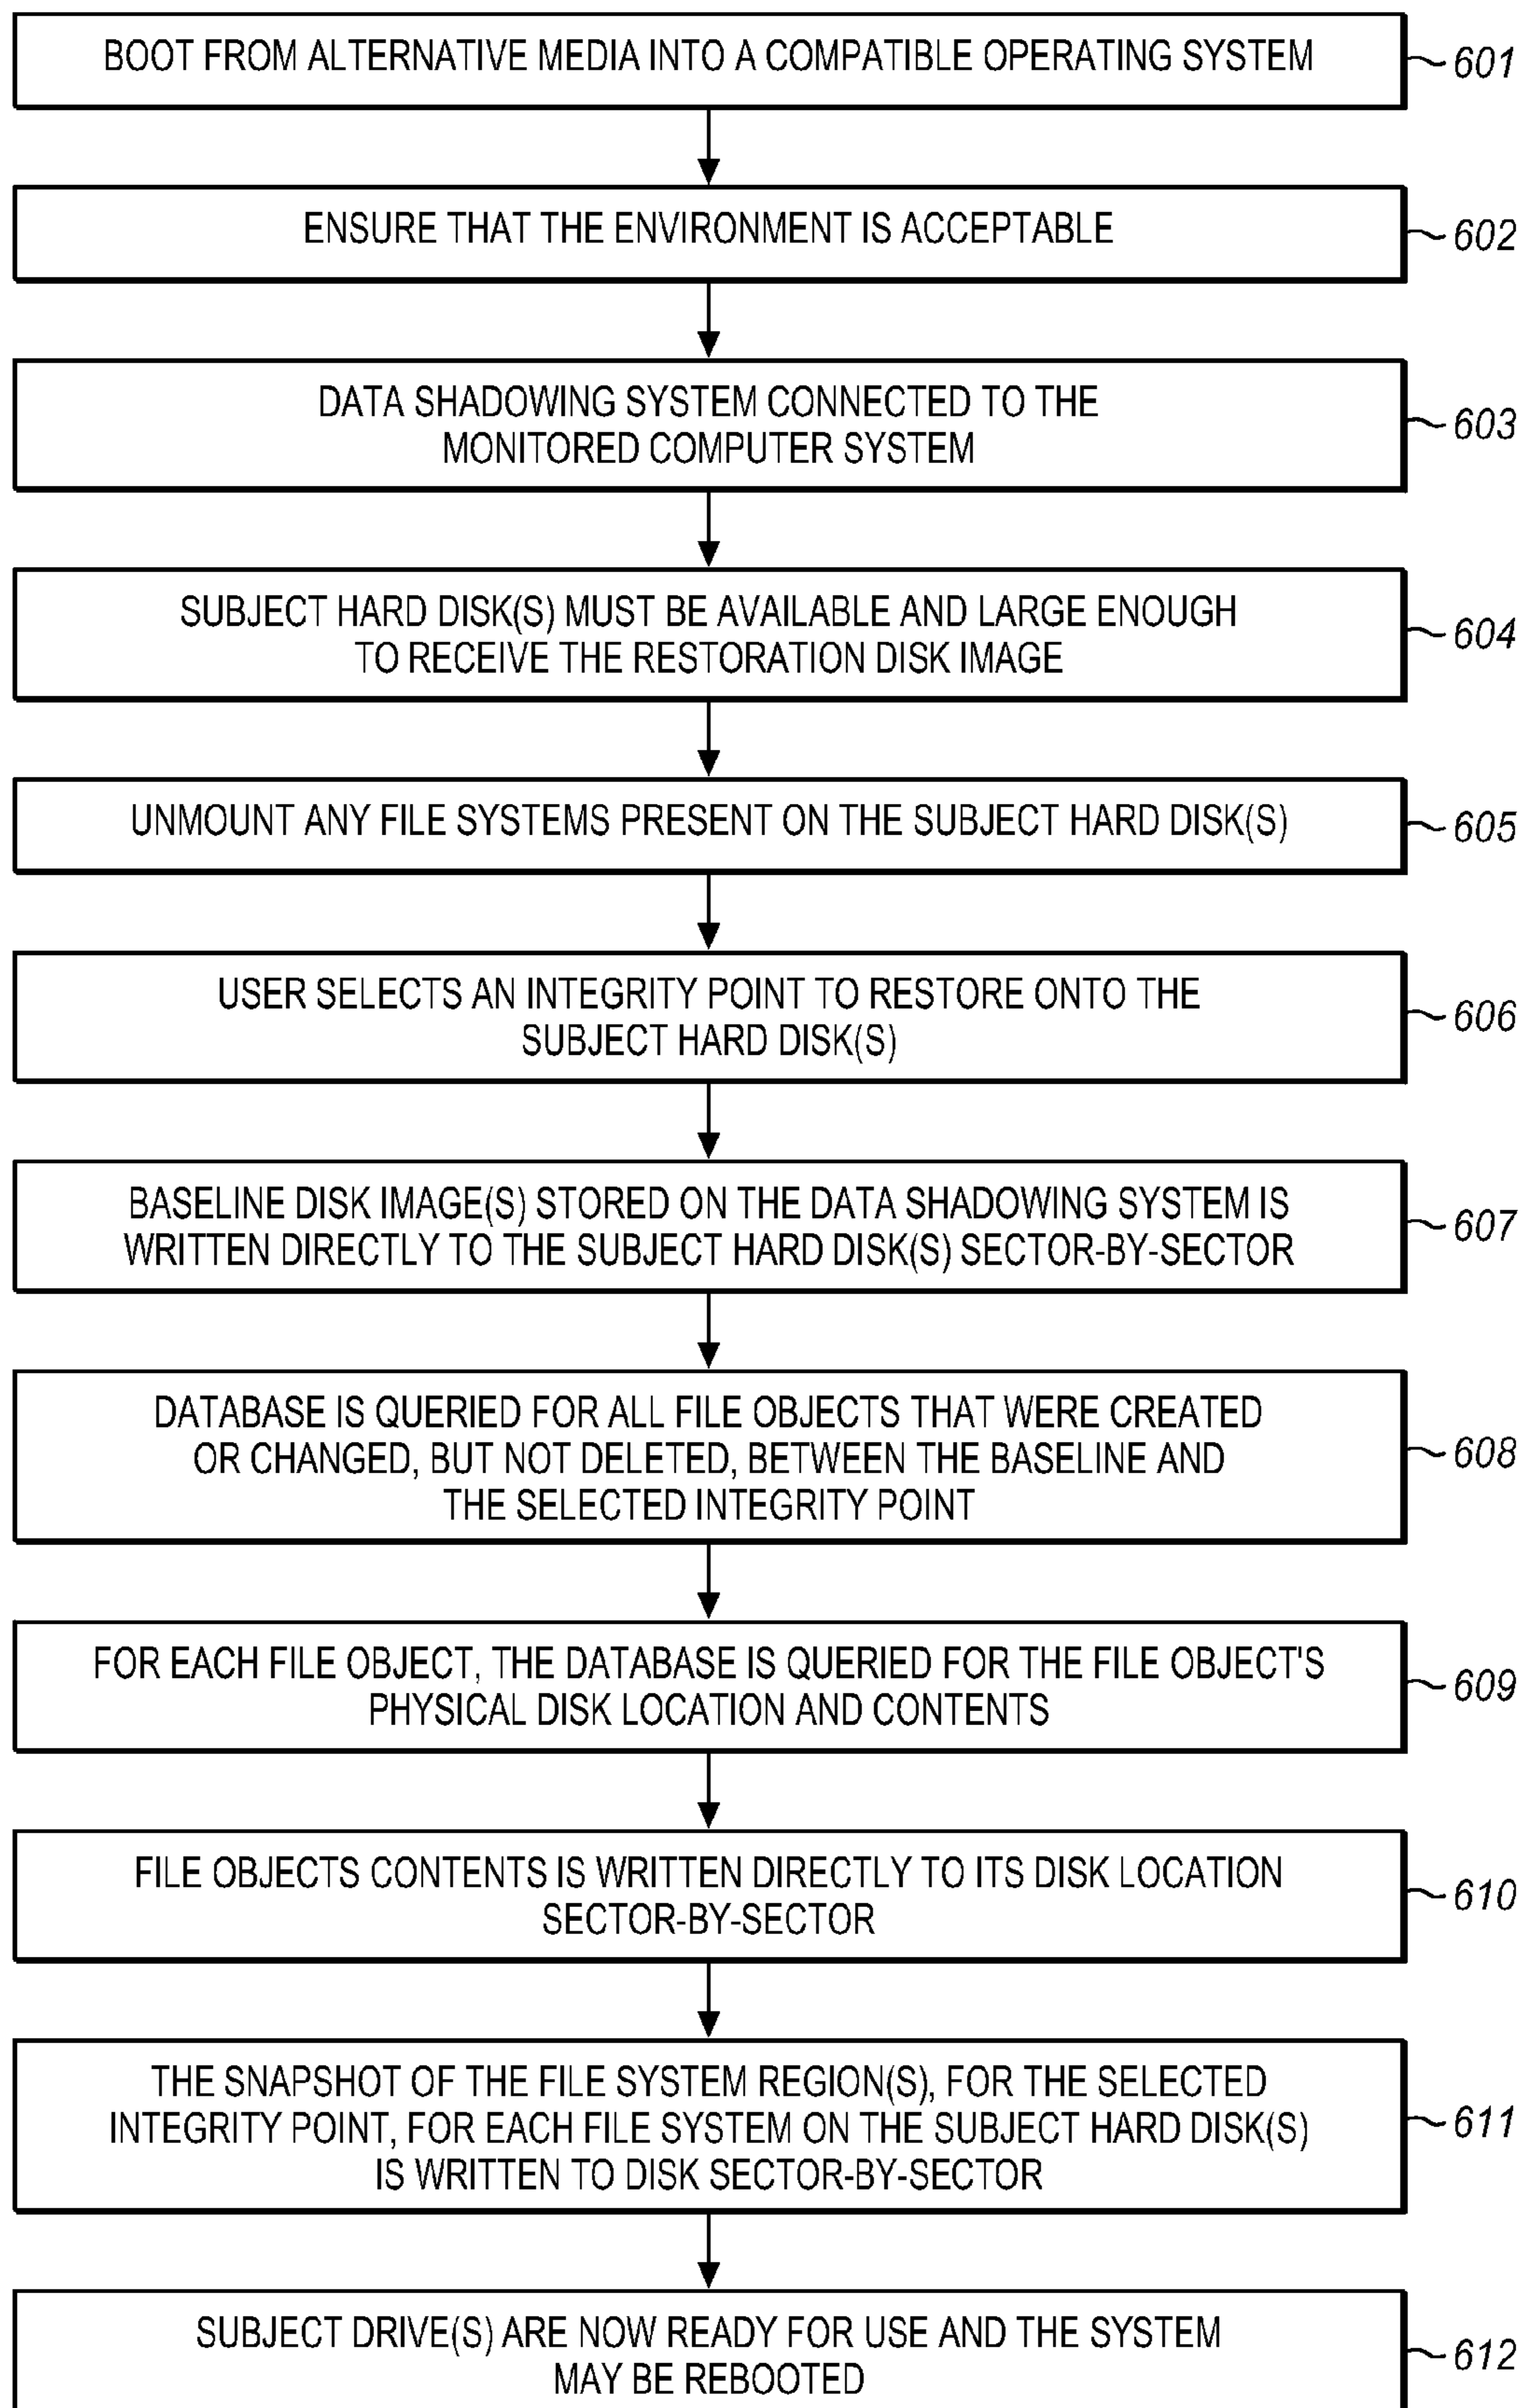 BOOT FROM ALTERNATIVE MEDIA INTO A COMPATIBLE OPERATING SYSTEM
601
ENSURE THAT THE ENVIRONMENT IS ACCEPTABLE
602
DATA SHADOWING SYSTEM CONNECTED TO THE
MONITORED COMPUTER SYSTEM
603
SUBJECT HARD DISK(S) MUST BE AVAILABLE AND LARGE ENOUGH
TO RECEIVE THE RESTORATION DISK IMAGE
604
UNMOUNT ANY FILE SYSTEMS PRESENT ON THE SUBJECT HARD DISK(S)
605
USER SELECTS AN INTEGRITY POINT TO RESTORE ONTO THE
SUBJECT HARD DISK(S)
606
BASELINE DISK IMAGE(S) STORED ON THE DATA SHADOWING SYSTEM IS
WRITTEN DIRECTLY TO THE SUBJECT HARD DISK(S) SECTOR-BY-SECTOR
607
DATABASE IS QUERIED FOR ALL FILE OBJECTS THAT WERE CREATED
OR CHANGED, BUT NOT DELETED, BETWEEN THE BASELINE AND
THE SELECTED INTEGRITY POINT
608
FOR EACH FILE OBJECT, THE DATABASE IS QUERIED FOR THE FILE OBJECT'S
PHYSICAL DISK LOCATION AND CONTENTS
609
FILE OBJECTS CONTENTS IS WRITTEN DIRECTLY TO ITS DISK LOCATION
SECTOR-BY-SECTOR
610
THE SNAPSHOT OF THE FILE SYSTEM REGION(S), FOR THE SELECTED
INTEGRITY POINT, FOR EACH FILE SYSTEM ON THE SUBJECT HARD DISK(S)
IS WRITTEN TO DISK SECTOR-BY-SECTOR
611
SUBJECT DRIVE(S) ARE NOW READY FOR USE AND THE SYSTEM
MAY BE REBOOTED
612